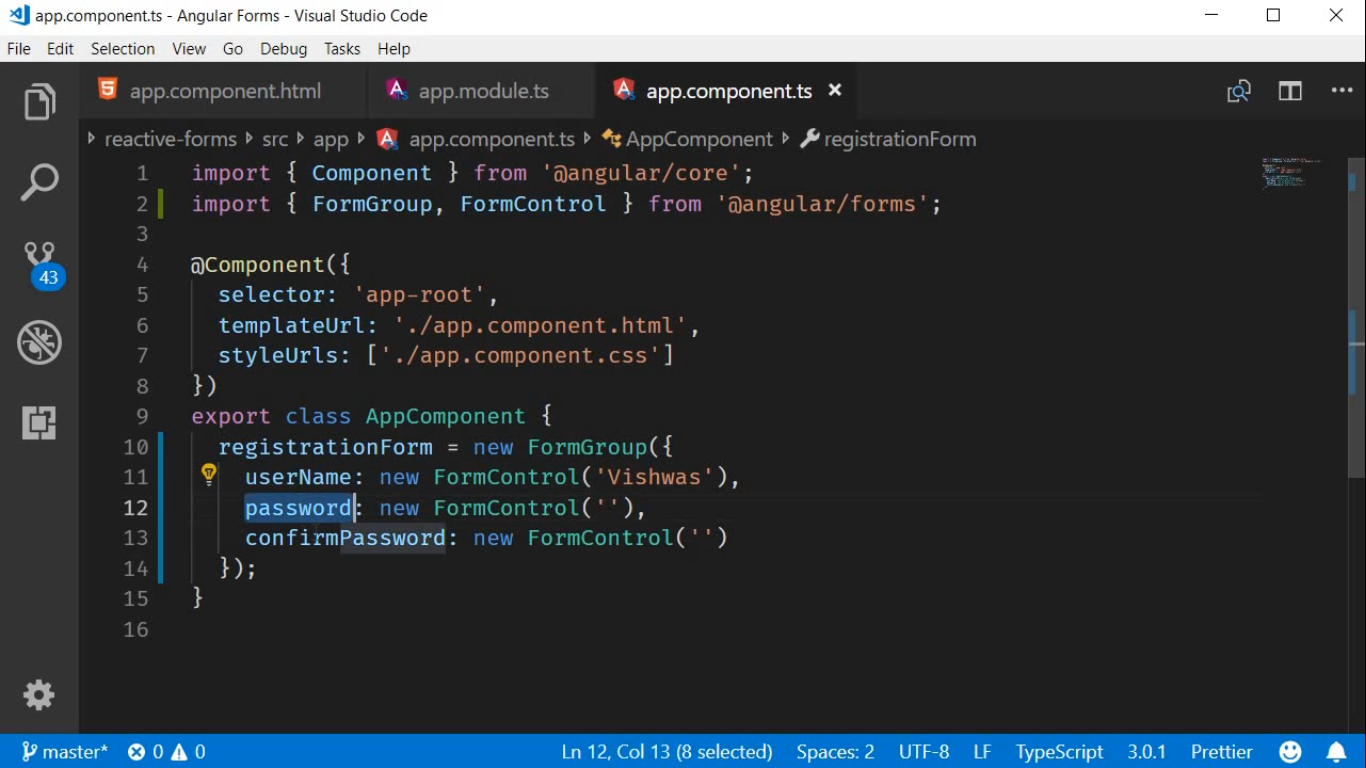 app.component.ts - Angular Forms - Visual Studio Code
File Edit Selection View Go Debug Tasks Help
app.component.html app.module.ts app.component.ts
reactive-forms src app app.component.ts AppComponent registrationForm
1 import { Component } from '@angular/core';
2 import { FormGroup, FormControl } from '@angular/forms';
3
4 @Component({
5 selector: 'app-root',
6 templateUrl: './app.component.html',
7 styleUrls: ['./app.component.css']
8 })
9 export class AppComponent {
10 registrationForm = new FormGroup({
11 userName: new FormControl('Vishwas'),
12 password: new FormControl(''),
13 confirmPassword: new FormControl('')
14 });
15 }
16
43
master* 0 0 Ln 12, Col 13 (8 selected) Spaces: 2 UTF-8 LF TypeScript 3.0.1 Prettier